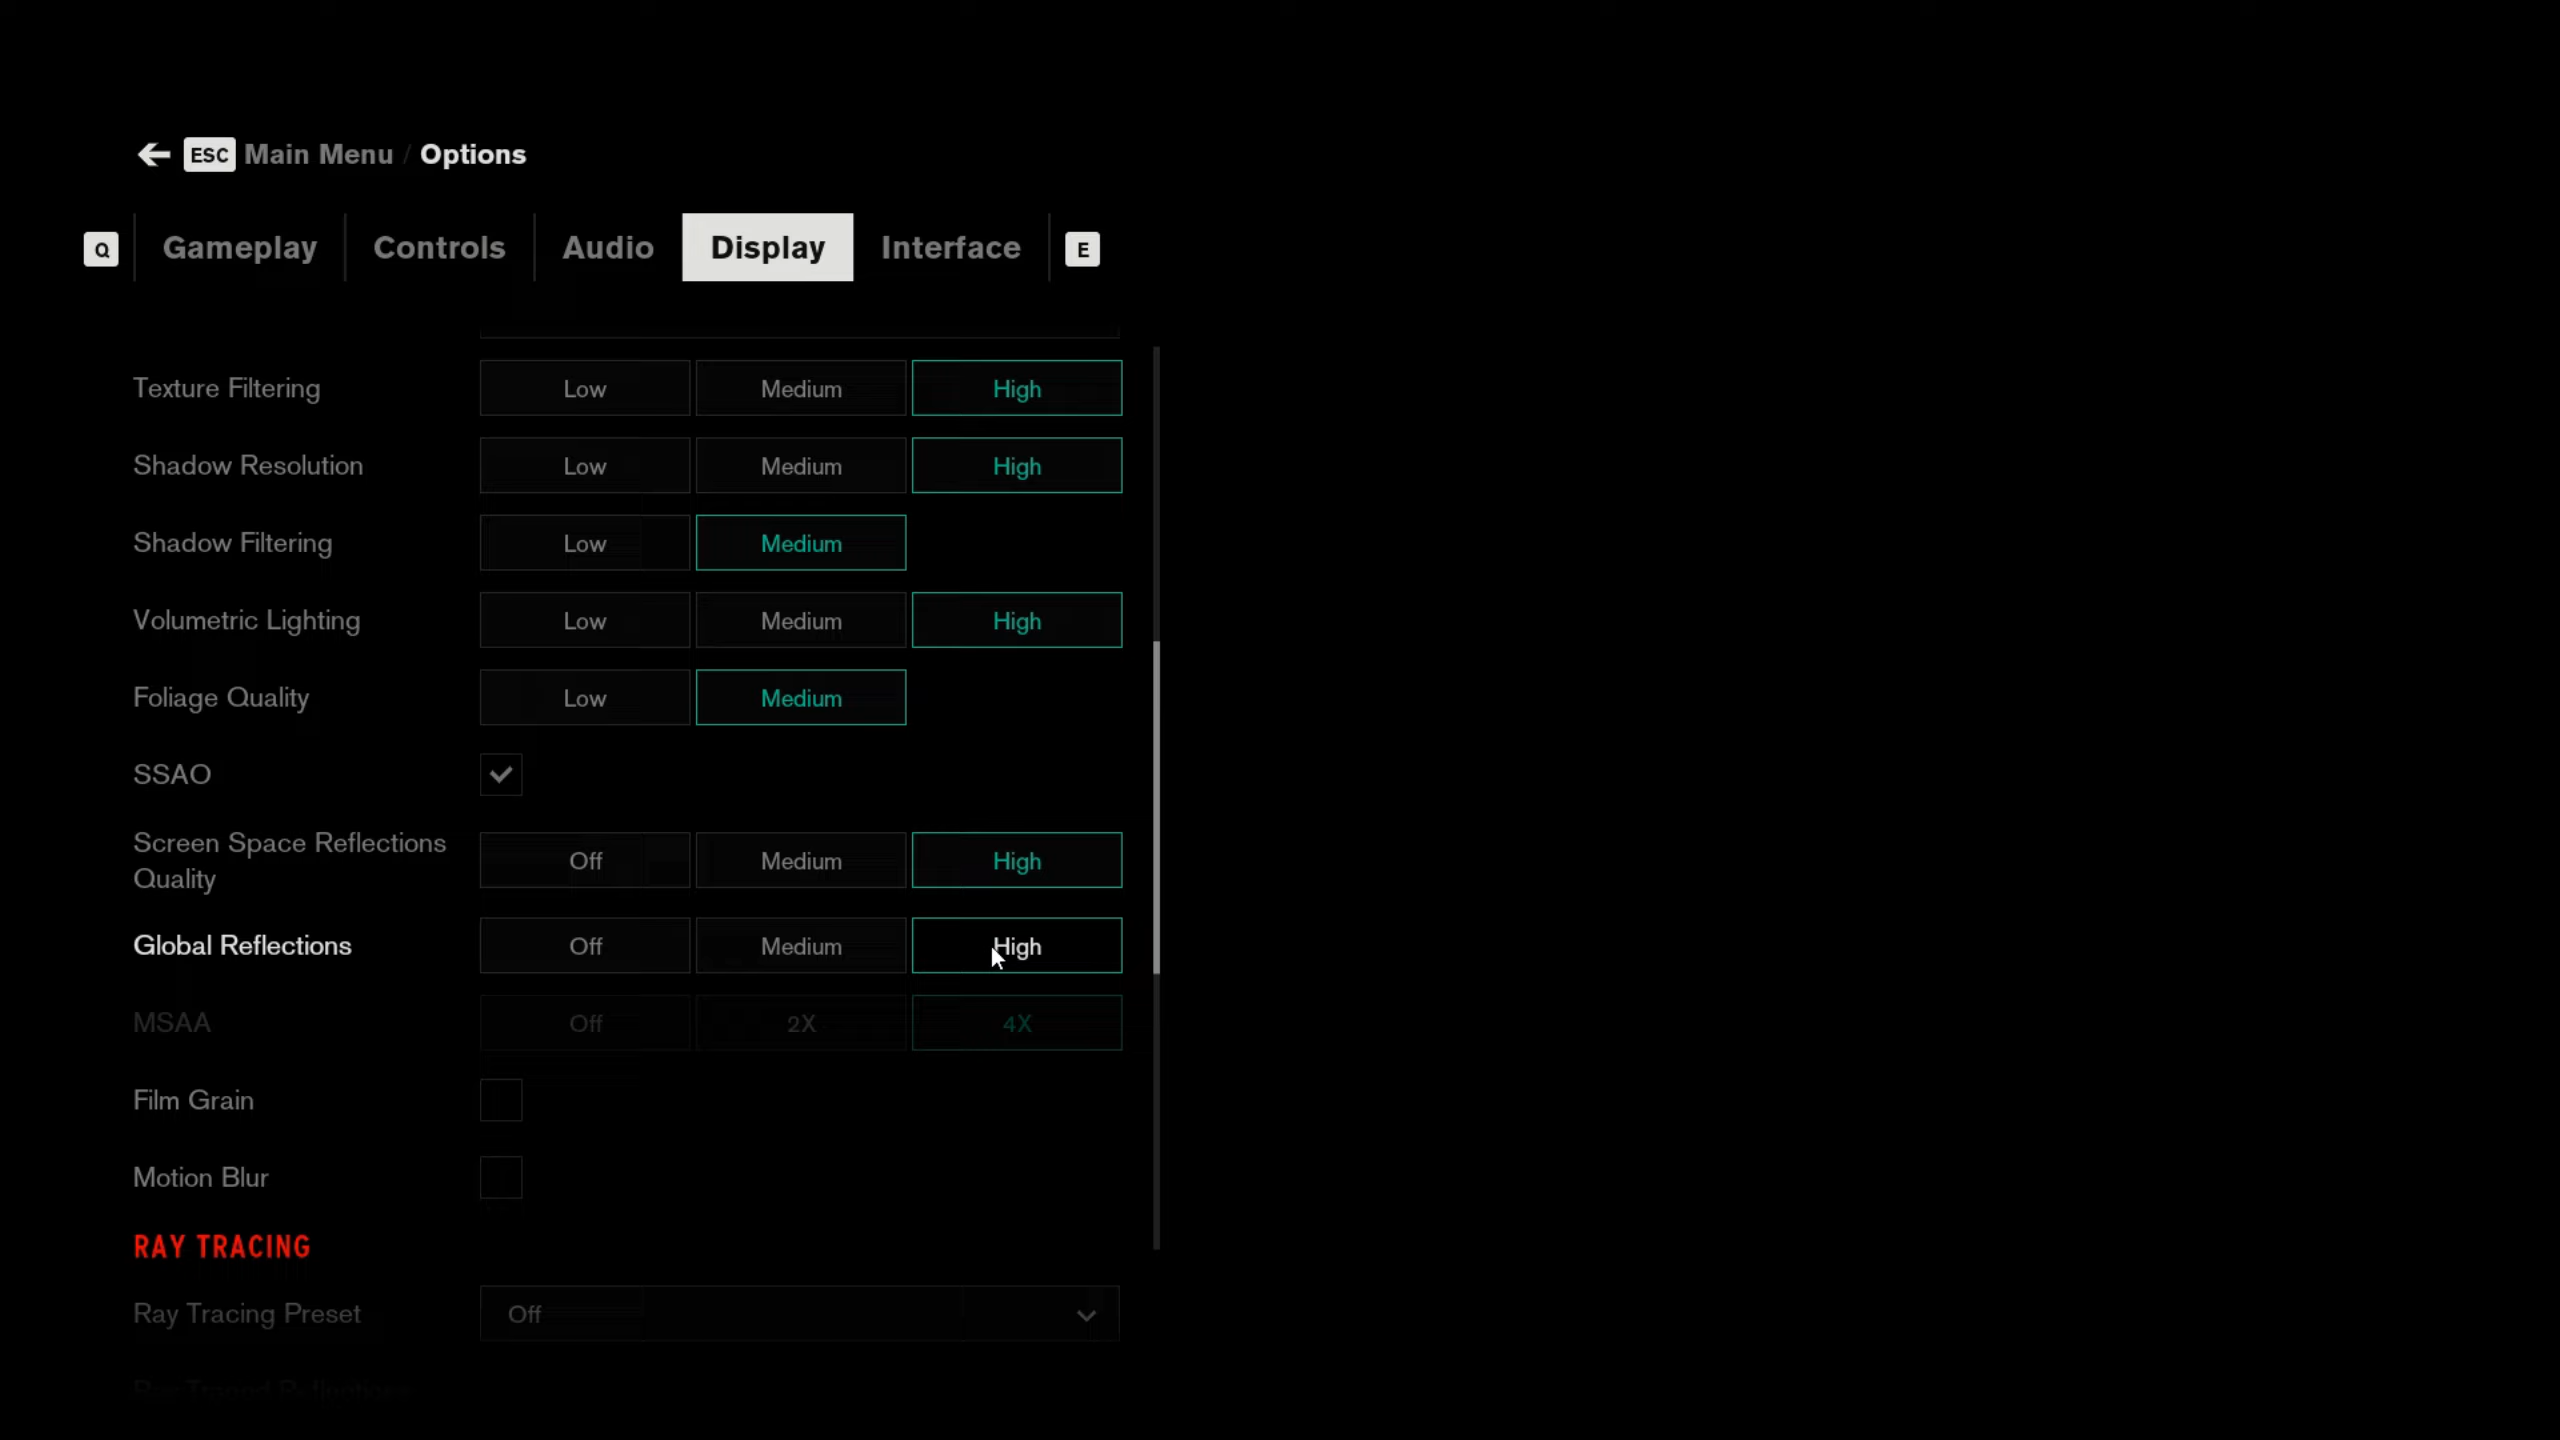 ESC Main Menu / Options
Q Gameplay Controls Audio Display Interface E
Texture Filtering Low Medium High
Shadow Resolution Low Medium High
Shadow Filtering Low Medium
Volumetric Lighting Low Medium High
Foliage Quality Low Medium
SSAO
Screen Space Reflections
Quality Off Medium High
Global Reflections Off Medium High
MSAA Off 2X 4X
Film Grain
Motion Blur
RAY TRACING
Ray Tracing Preset Off
Ray Traced Reflections